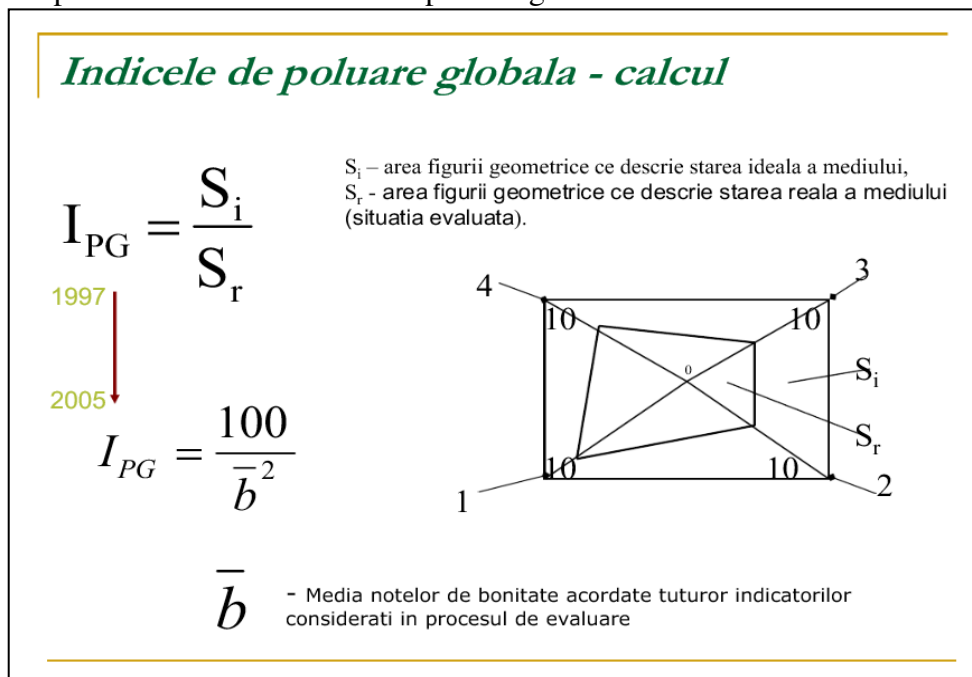 Indicele de poluare globala - calcul
I_PG = S_i / S_r
S_i – area figurii geometrice ce descrie starea ideala a mediului,
S_r - area figurii geometrice ce descrie starea reala a mediului
(situatia evaluata).
1997
2005
I_PG = 100 / b̄²
4
3
10
10
0
S_i
S_r
10
10
1
2
b̄ - Media notelor de bonitate acordate tuturor indicatorilor
considerati in procesul de evaluare